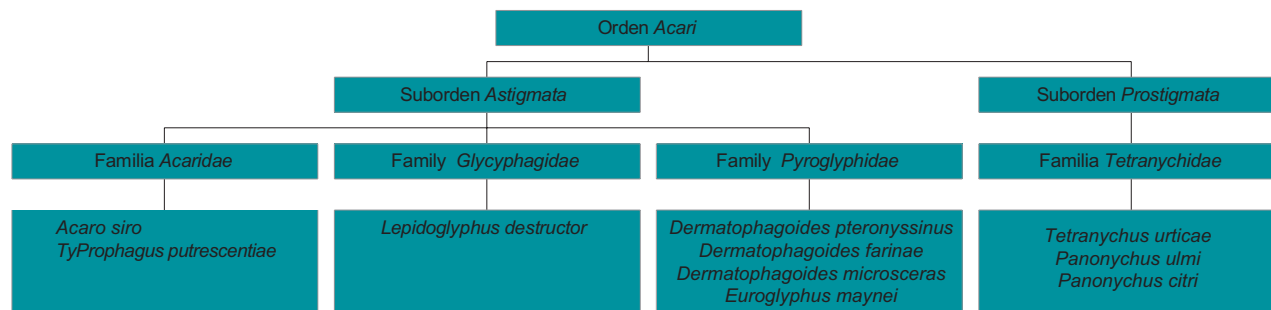 Orden Acari
Suborden Astigmata
Suborden Prostigmata
Familia Acaridae
Family Glycyphagidae
Family Pyroglyphidae
Familia Tetranychidae
Acaro siro
TyProphagus putrescentiae
Lepidoglyphus destructor
Dermatophagoides pteronyssinus
Dermatophagoides farinae
Dermatophagoides microsceras
Euroglyphus maynei
Tetranychus urticae
Panonychus ulmi
Panonychus citri